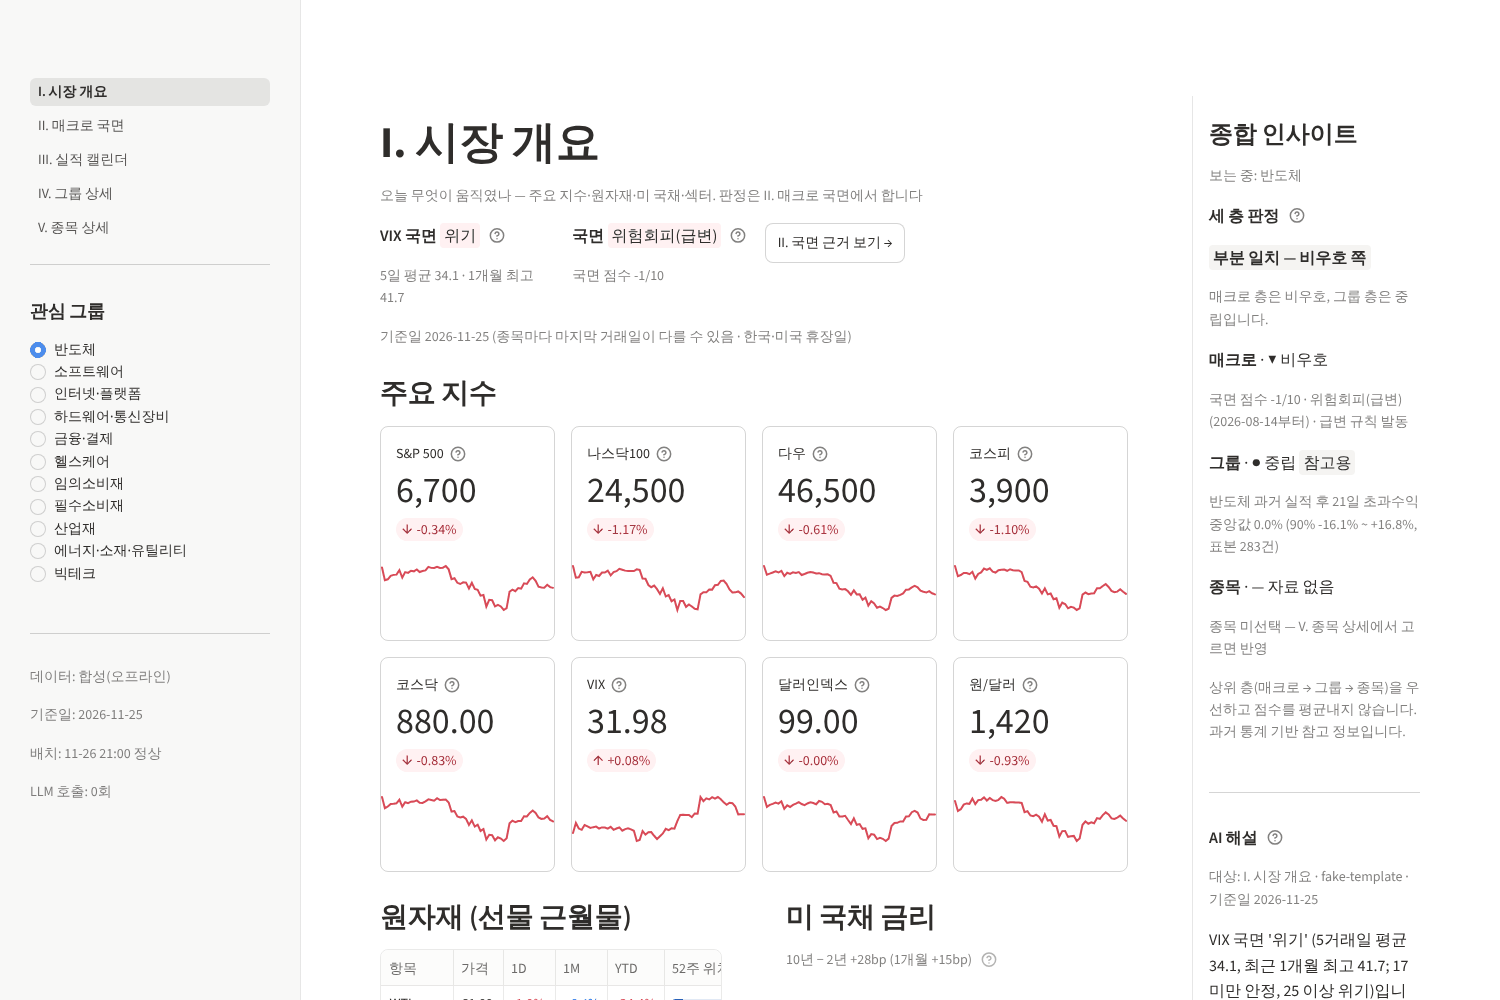 I. 시장 개요
II. 매크로 국면
III. 실적 캘린더
IV. 그룹 상세
V. 종목 상세
관심 그룹
반도체
소프트웨어
인터넷·플랫폼
하드웨어·통신장비
금융·결제
헬스케어
임의소비재
필수소비재
산업재
에너지·소재·유틸리티
빅테크
데이터: 합성(오프라인)
기준일: 2026-11-25
배치: 11-26 21:00 정상
LLM 호출: 0회
I. 시장 개요
오늘 무엇이 움직였나 — 주요 지수·원자재·미 국채·섹터. 판정은 II. 매크로 국면에서 합니다
VIX 국면 위기
5일 평균 34.1 · 1개월 최고
41.7
국면 위험회피(급변)
국면 점수 -1/10
II. 국면 근거 보기 →
기준일 2026-11-25 (종목마다 마지막 거래일이 다를 수 있음 · 한국·미국 휴장일)
주요 지수
S&P 500
6,700
↓ -0.34%
나스닥100
24,500
↓ -1.17%
다우
46,500
↓ -0.61%
코스피
3,900
↓ -1.10%
코스닥
880.00
↓ -0.83%
VIX
31.98
↑ +0.08%
달러인덱스
99.00
↓ -0.00%
원/달러
1,420
↓ -0.93%
원자재 (선물 근월물)
항목 가격 1D 1M YTD 52주 위치
미 국채 금리
10년 − 2년 +28bp (1개월 +15bp)
종합 인사이트
보는 중: 반도체
세 층 판정
부분 일치 — 비우호 쪽
매크로 층은 비우호, 그룹 층은 중
립입니다.
매크로 · ▼ 비우호
국면 점수 -1/10 · 위험회피(급변)
(2026-08-14부터) · 급변 규칙 발동
그룹 · ● 중립 참고용
반도체 과거 실적 후 21일 초과수익
중앙값 0.0% (90% -16.1% ~ +16.8%,
표본 283건)
종목 · — 자료 없음
종목 미선택 — V. 종목 상세에서 고
르면 반영
상위 층(매크로 → 그룹 → 종목)을 우
선하고 점수를 평균내지 않습니다.
과거 통계 기반 참고 정보입니다.
AI 해설
대상: I. 시장 개요 · fake-template ·
기준일 2026-11-25
VIX 국면 '위기' (5거래일 평균
34.1, 최근 1개월 최고 41.7; 17
미만 안정, 25 이상 위기)입니